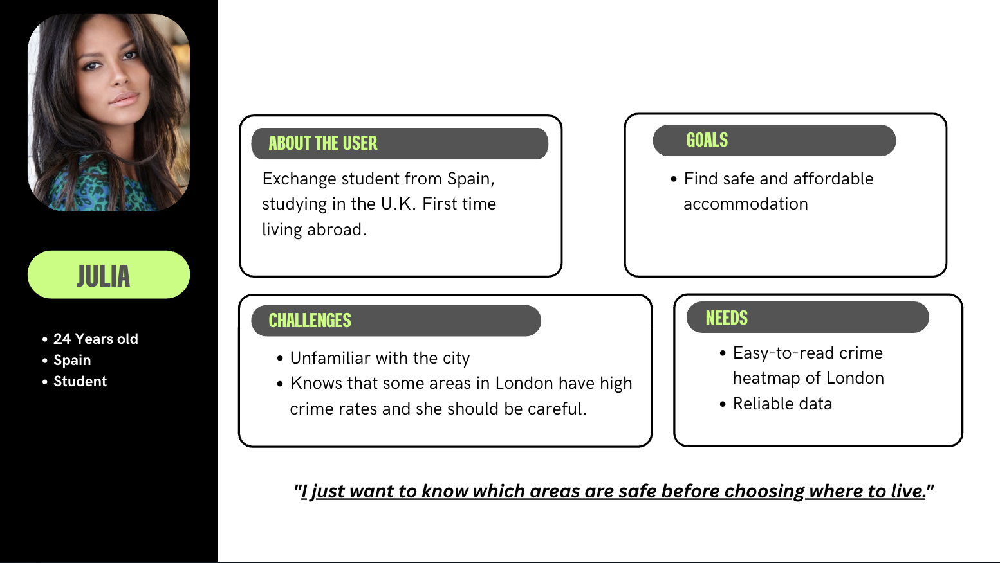 JULIA
• 24 Years old
• Spain
• Student
ABOUT THE USER
Exchange student from Spain,
studying in the U.K. First time
living abroad.
GOALS
• Find safe and affordable
accommodation
CHALLENGES
• Unfamiliar with the city
• Knows that some areas in London have high
crime rates and she should be careful.
NEEDS
• Easy-to-read crime
heatmap of London
• Reliable data
"I just want to know which areas are safe before choosing where to live."